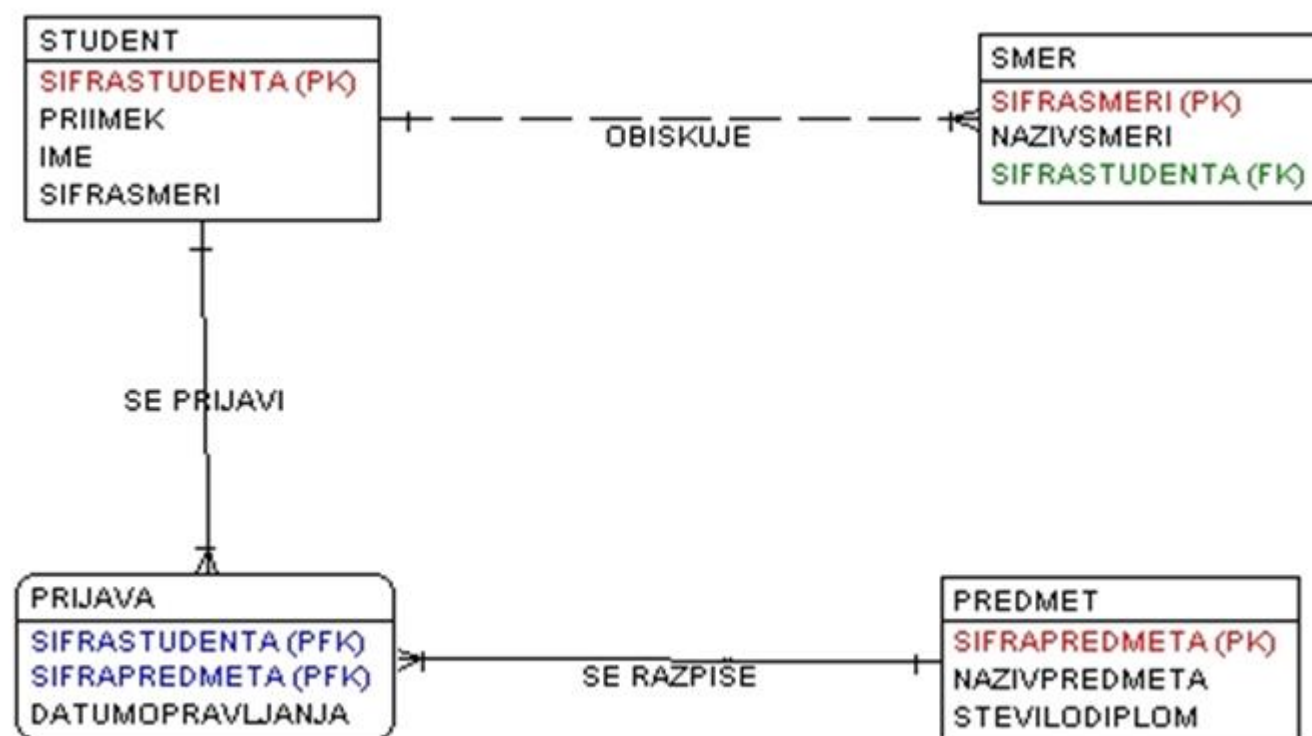 STUDENT
SIFRASTUDENTA (PK)
PRIIMEK
IME
SIFRASMERI
OBISKUJE
SMER
SIFRASMERI (PK)
NAZIVSMERI
SIFRASTUDENTA (FK)
SE PRIJAVI
PRIJAVA
SIFRASTUDENTA (PFK)
SIFRAPREDMETA (PFK)
DATUMOPRAVLJANJA
SE RAZPISE
PREDMET
SIFRAPREDMETA (PK)
NAZIVPREDMETA
STEVILODIPLOM